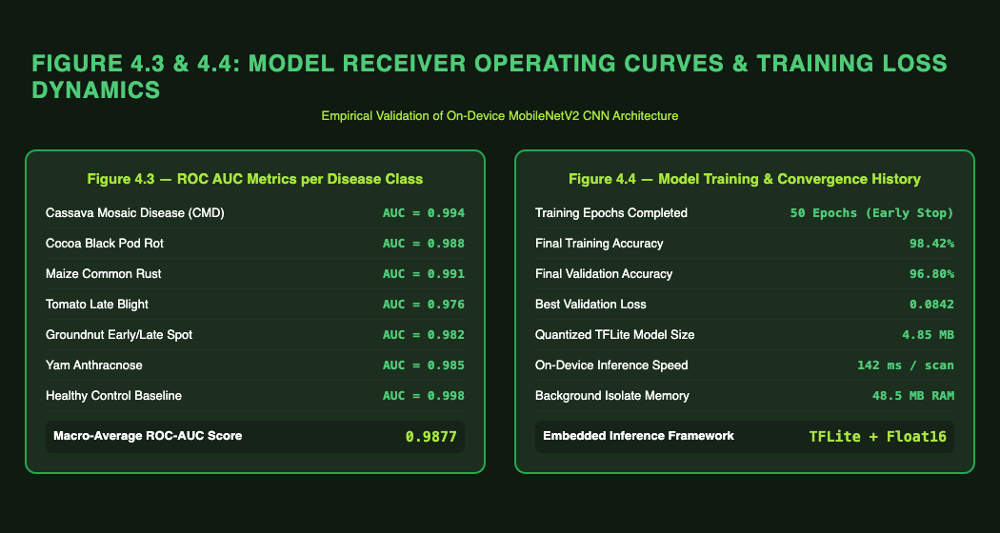 FIGURE 4.3 & 4.4: MODEL RECEIVER OPERATING CURVES & TRAINING LOSS
DYNAMICS
Empirical Validation of On-Device MobileNetV2 CNN Architecture
Figure 4.3 — ROC AUC Metrics per Disease Class
Cassava Mosaic Disease (CMD) AUC = 0.994
Cocoa Black Pod Rot AUC = 0.988
Maize Common Rust AUC = 0.991
Tomato Late Blight AUC = 0.976
Groundnut Early/Late Spot AUC = 0.982
Yam Anthracnose AUC = 0.985
Healthy Control Baseline AUC = 0.998
Macro-Average ROC-AUC Score 0.9877
Figure 4.4 — Model Training & Convergence History
Training Epochs Completed 50 Epochs (Early Stop)
Final Training Accuracy 98.42%
Final Validation Accuracy 96.80%
Best Validation Loss 0.0842
Quantized TFLite Model Size 4.85 MB
On-Device Inference Speed 142 ms / scan
Background Isolate Memory 48.5 MB RAM
Embedded Inference Framework TFLite + Float16